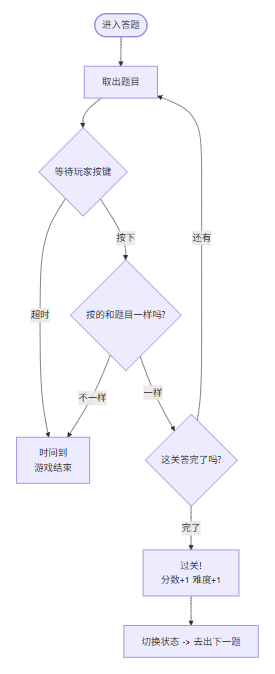 进入答题
取出题目
等待玩家按键
还有
按下
超时
按的和题目一样吗?
不一样
一样
时间到
游戏结束
这关答完了吗?
完了
过关!
分数+1 难度+1
切换状态 -> 去出下一题